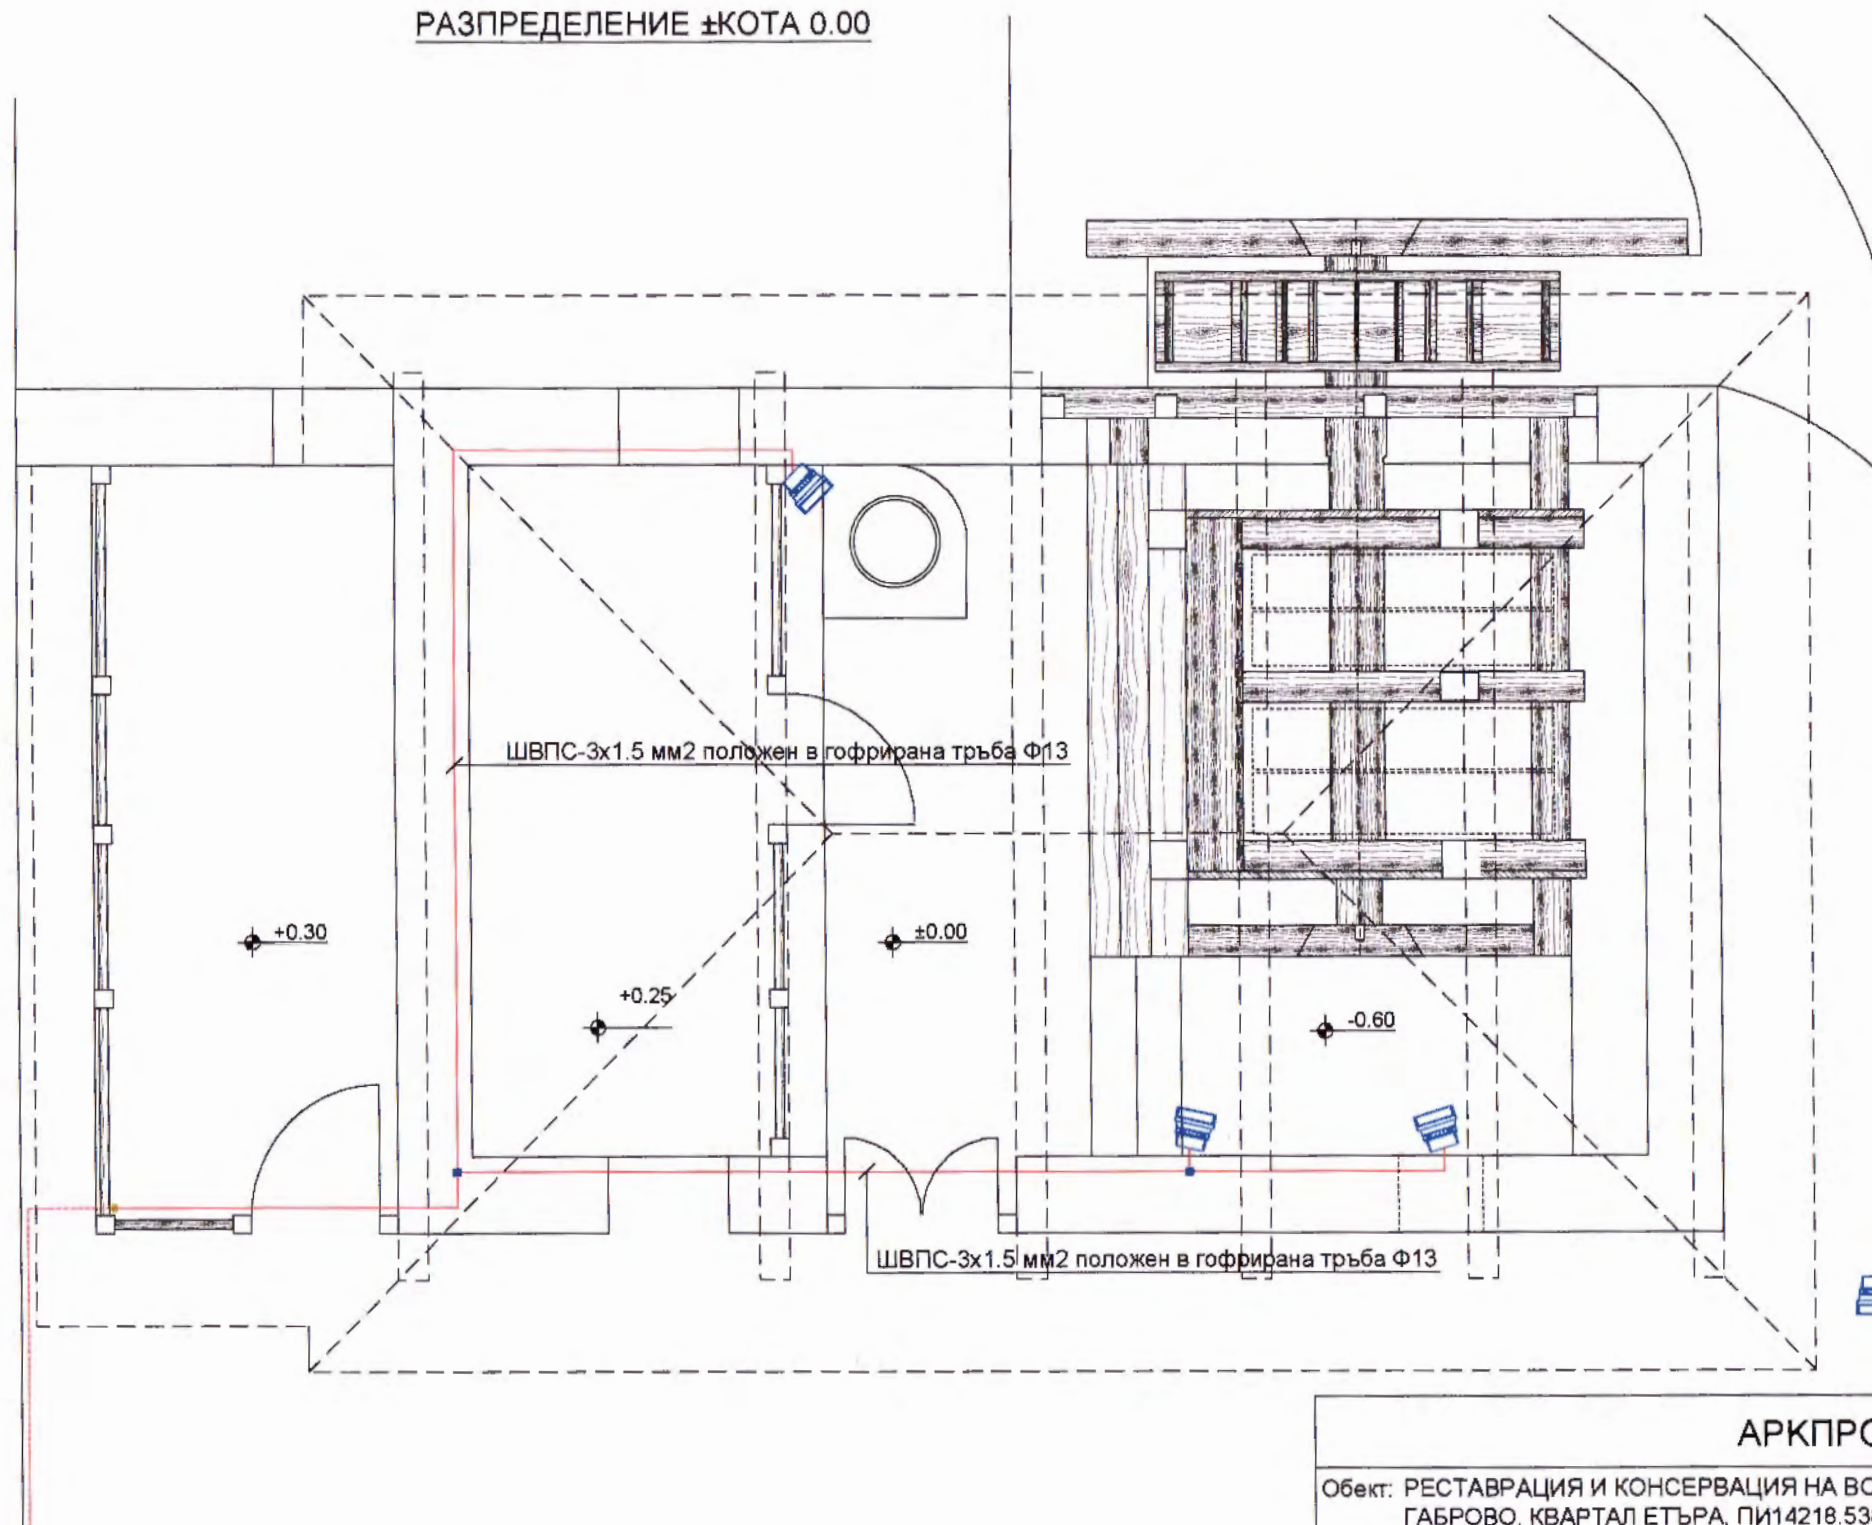 РАЗПРЕДЕЛЕНИЕ ±КОТА 0.00
ШВПС-3х1.5 мм2 положен в гофрирана тръба Ф13
+0.30
±0.00
+0.25
-0.60
ШВПС-3х1.5 мм2 положен в гофрирана тръба Ф13
АРКПРО
Обект: РЕСТАВРАЦИЯ И КОНСЕРВАЦИЯ НА ВО
ГАБРОВО, КВАРТАЛ ЕТЪРА, ПИ14218.53